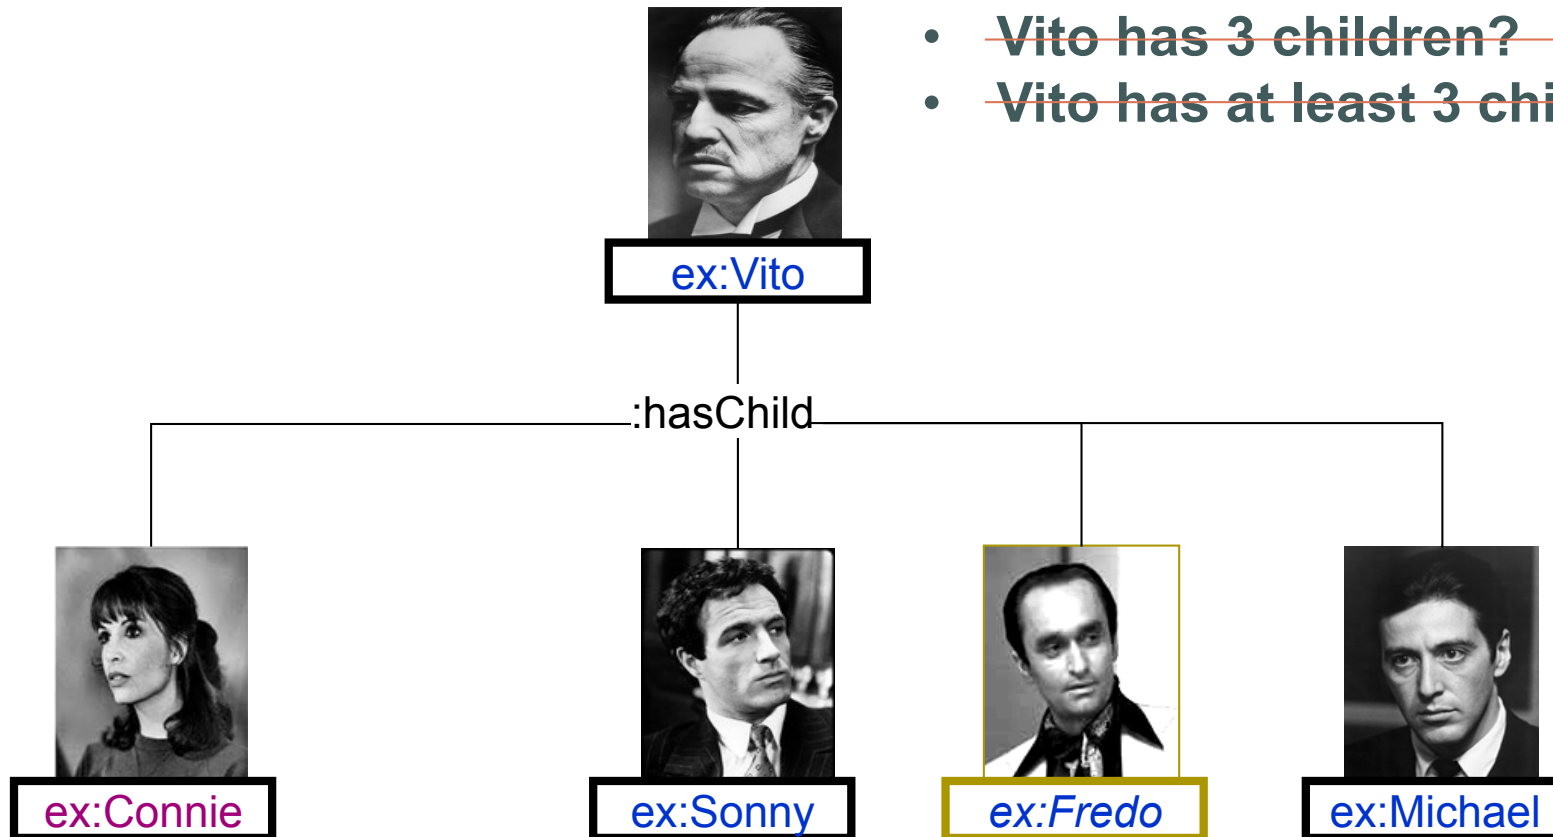 • Vito has 3 children?
• Vito has at least 3 chi
ex:Vito
:hasChild
ex:Connie
ex:Sonny
ex:Fredo
ex:Michael